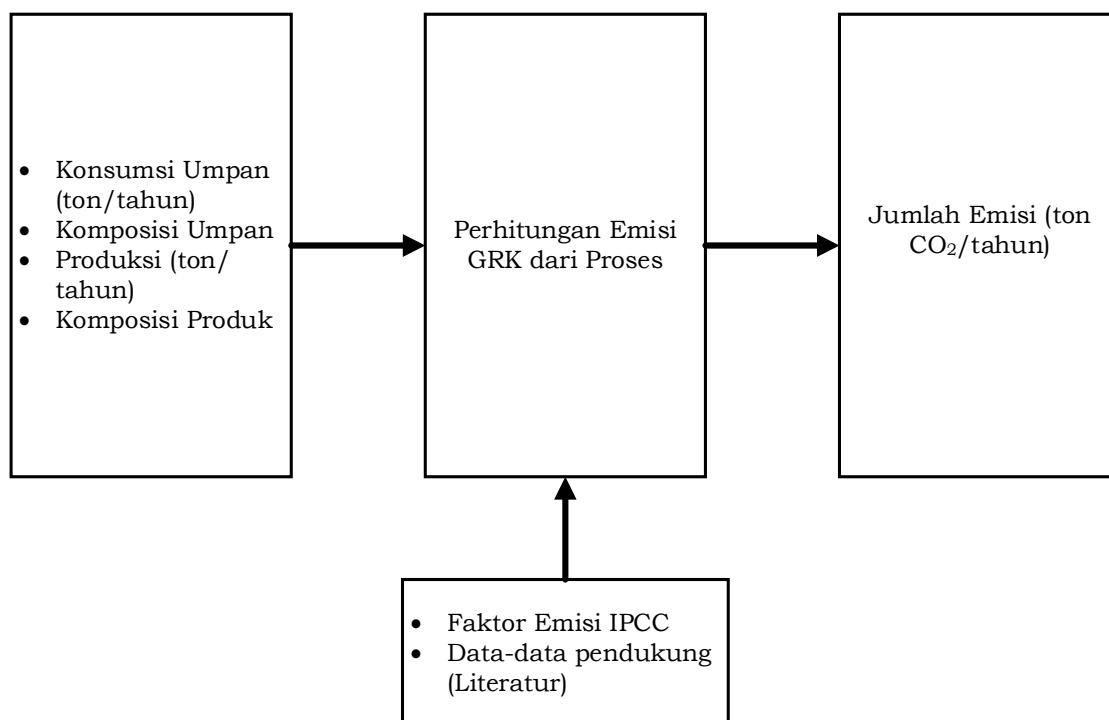 • Konsumsi Umpan
(ton/tahun)
• Komposisi Umpan
• Produksi (ton/
tahun)
• Komposisi Produk
Perhitungan Emisi
GRK dari Proses
Jumlah Emisi (ton
CO₂/tahun)
• Faktor Emisi IPCC
• Data-data pendukung
(Literatur)